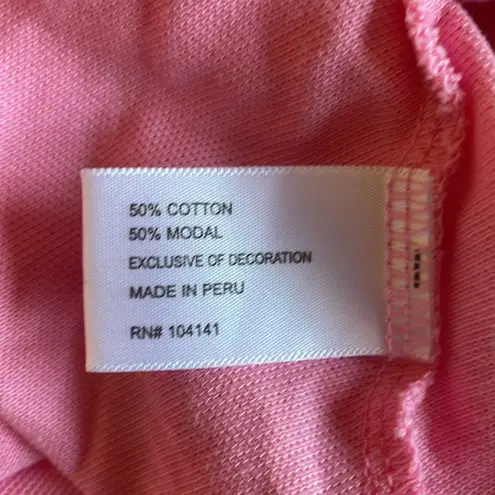 50% COTTON
50% MODAL
EXCLUSIVE OF DECORATION
MADE IN PERU
RN# 104141